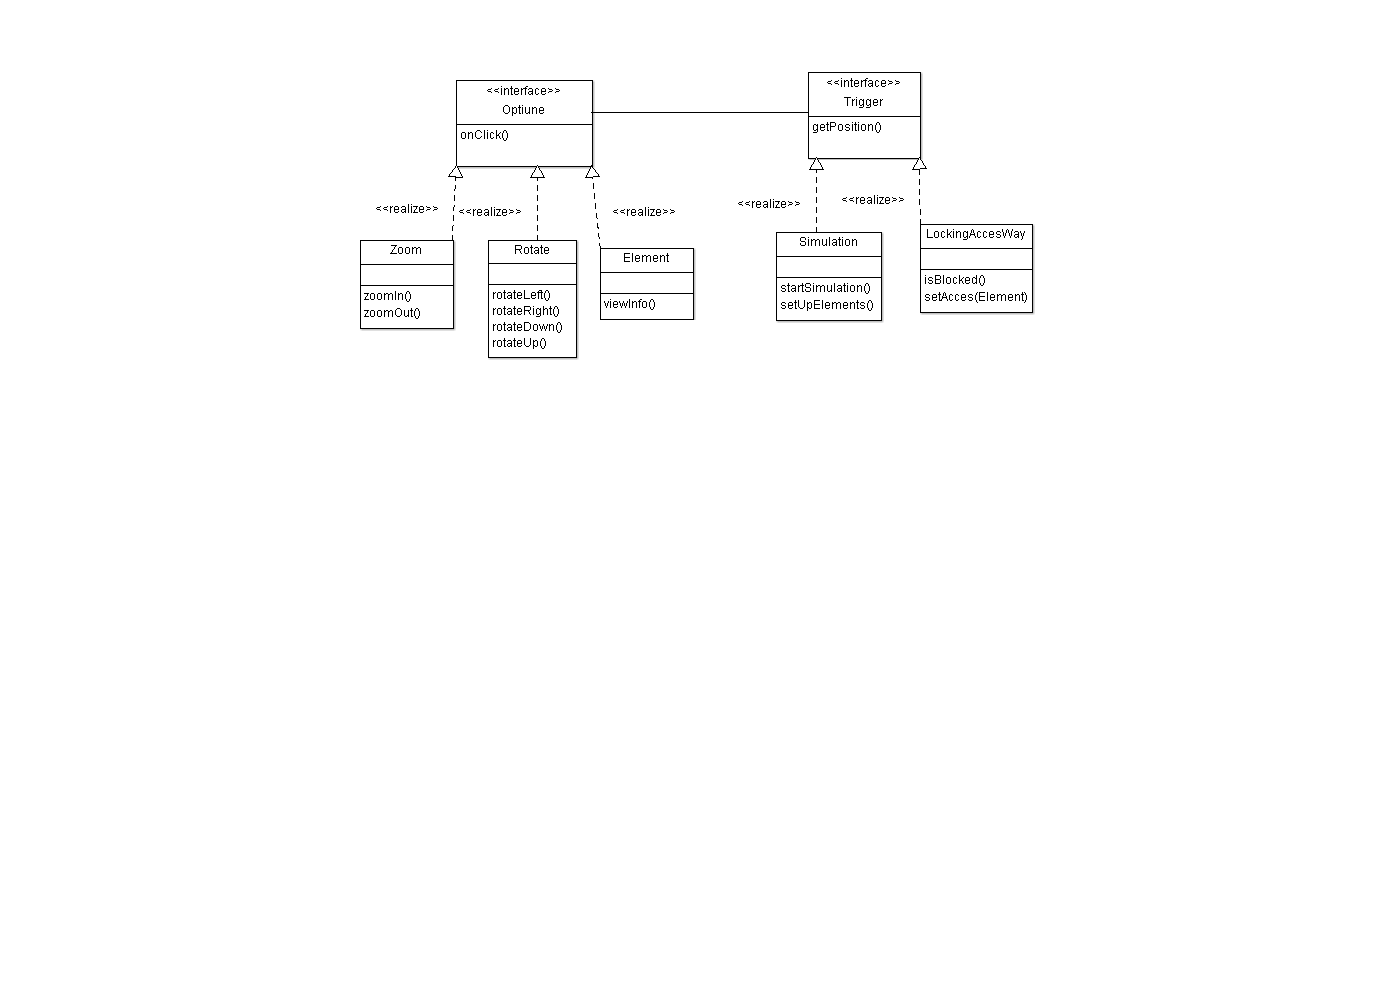 <<interface>>
Optiune
onClick()
<<interface>>
Trigger
getPosition()
<<realize>>
<<realize>>
<<realize>>
<<realize>>
<<realize>>
Zoom
zoomIn()
zoomOut()
Rotate
rotateLeft()
rotateRight()
rotateDown()
rotateUp()
Element
viewInfo()
Simulation
startSimulation()
setUpElements()
LockingAccesWay
isBlocked()
setAcces(Element)